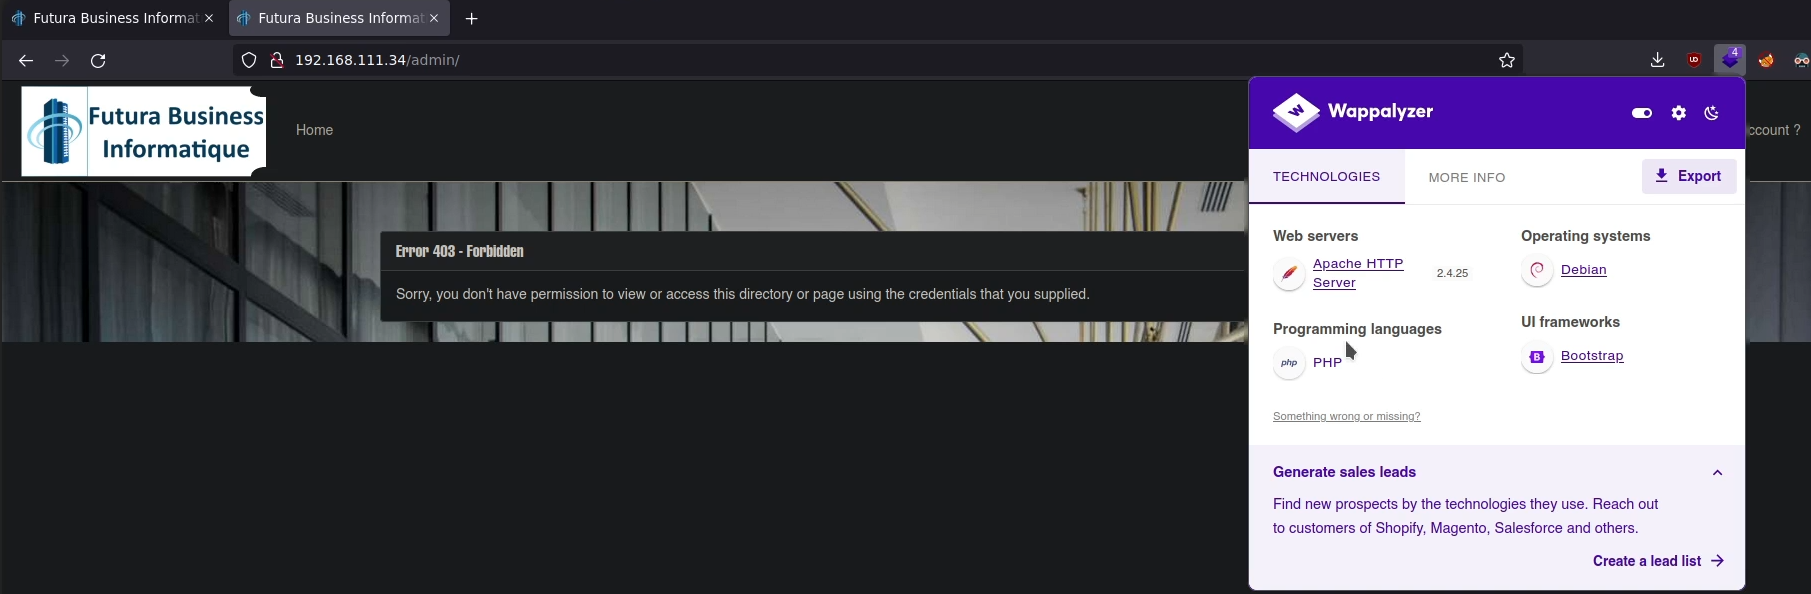 Futura Business Informat
Futura Business Informat
192.168.111.34/admin/
4
Futura Business
Informatique
Home
ccount ?
Error 403 - Forbidden
Sorry, you don't have permission to view or access this directory or page using the credentials that you supplied.
Wappalyzer
TECHNOLOGIES
MORE INFO
Export
Web servers
Apache HTTP
Server
2.4.25
Programming languages
php
PHP
Operating systems
Debian
UI frameworks
B
Bootstrap
Something wrong or missing?
Generate sales leads
Find new prospects by the technologies they use. Reach out
to customers of Shopify, Magento, Salesforce and others.
Create a lead list